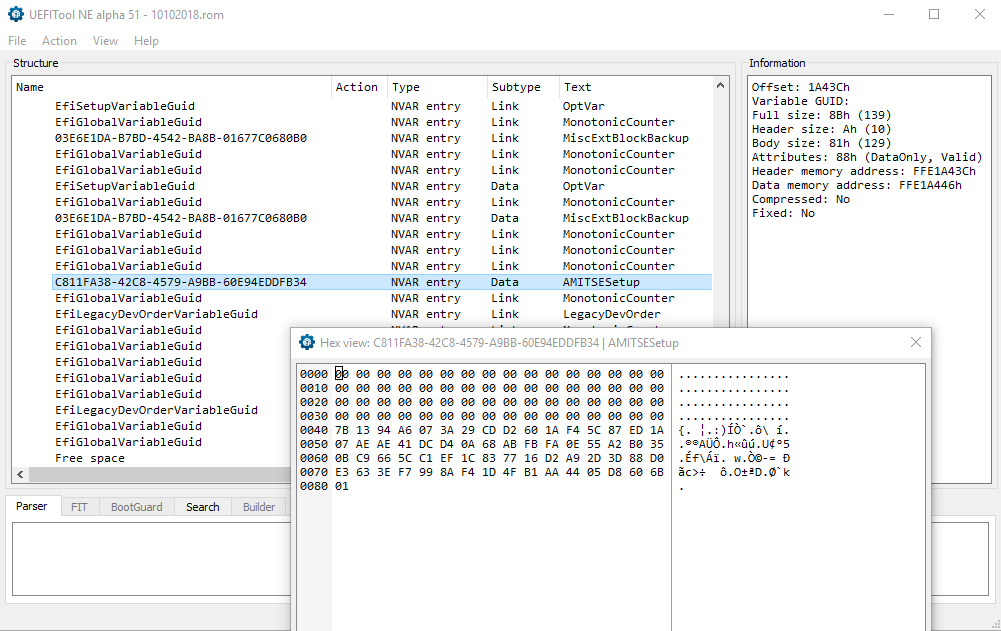 UEFITool NE alpha 51 - 10102018.rom
File Action View Help
Structure
Name Action Type Subtype Text
EfiSetupVariableGuid NVAR entry Link OptVar
EfiGlobalVariableGuid NVAR entry Link MonotonicCounter
03E6E1DA-B7BD-4542-BA8B-01677C0680B0 NVAR entry Link MiscExtBlockBackup
EfiGlobalVariableGuid NVAR entry Link MonotonicCounter
EfiGlobalVariableGuid NVAR entry Link MonotonicCounter
EfiSetupVariableGuid NVAR entry Data OptVar
EfiGlobalVariableGuid NVAR entry Link MonotonicCounter
03E6E1DA-B7BD-4542-BA8B-01677C0680B0 NVAR entry Data MiscExtBlockBackup
EfiGlobalVariableGuid NVAR entry Link MonotonicCounter
EfiGlobalVariableGuid NVAR entry Link MonotonicCounter
EfiGlobalVariableGuid NVAR entry Link MonotonicCounter
C811FA38-42C8-4579-A9BB-60E94EDDFB34 NVAR entry Data AMITSESetup
EfiGlobalVariableGuid NVAR entry Link MonotonicCounter
EfiLegacyDevOrderVariableGuid NVAR entry Link LegacyDevOrder
EfiGlobalVariableGuid
EfiGlobalVariableGuid
EfiGlobalVariableGuid
EfiGlobalVariableGuid
EfiGlobalVariableGuid
EfiLegacyDevOrderVariableGuid
EfiGlobalVariableGuid
EfiGlobalVariableGuid
Free space
Parser FIT BootGuard Search Builder
Information
Offset: 1A43Ch
Variable GUID:
Full size: 8Bh (139)
Header size: Ah (10)
Body size: 81h (129)
Attributes: 88h (DataOnly, Valid)
Header memory address: FFE1A43Ch
Data memory address: FFE1A446h
Compressed: No
Fixed: No
Hex view: C811FA38-42C8-4579-A9BB-60E94EDDFB34 | AMITSESetup
0000 00 00 00 00 00 00 00 00 00 00 00 00 00 00 00 00 ................
0010 00 00 00 00 00 00 00 00 00 00 00 00 00 00 00 00 ................
0020 00 00 00 00 00 00 00 00 00 00 00 00 00 00 00 00 ................
0030 00 00 00 00 00 00 00 00 00 00 00 00 00 00 00 00 ................
0040 7B 13 94 A6 07 3A 29 CD D2 60 1A F4 5C 87 ED 1A {. ¦.:)ÍÒ`.ô\ í.
0050 07 AE AE 41 DC D4 0A 68 AB FB FA 0E 55 A2 B0 35 .®®AÜÔ.h«ûú.U¢°5
0060 0B C9 66 5C C1 EF 1C 83 77 16 D2 A9 2D 3D 88 D0 .Éf\Áï. w.Ò©-= Ð
0070 E3 63 3E F7 99 8A F4 1D 4F B1 AA 44 05 D8 60 6B ãc>÷  ô.O±ªD.Ø`k
0080 01 .